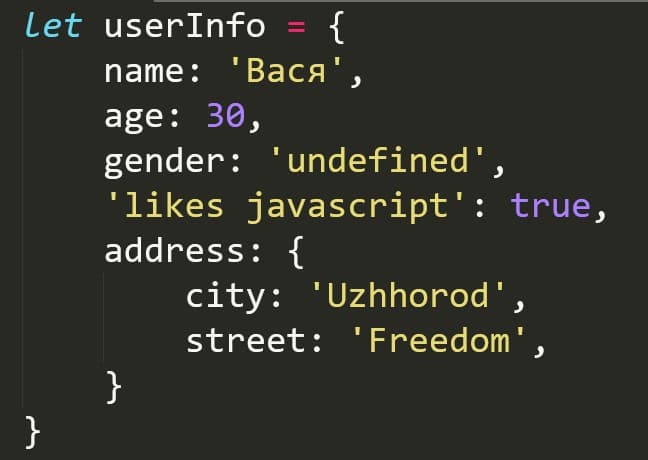 let userInfo = {
    name: 'Вася',
    age: 30,
    gender: 'undefined',
    'likes javascript': true,
    address: {
        city: 'Uzhhorod',
        street: 'Freedom',
    }
}